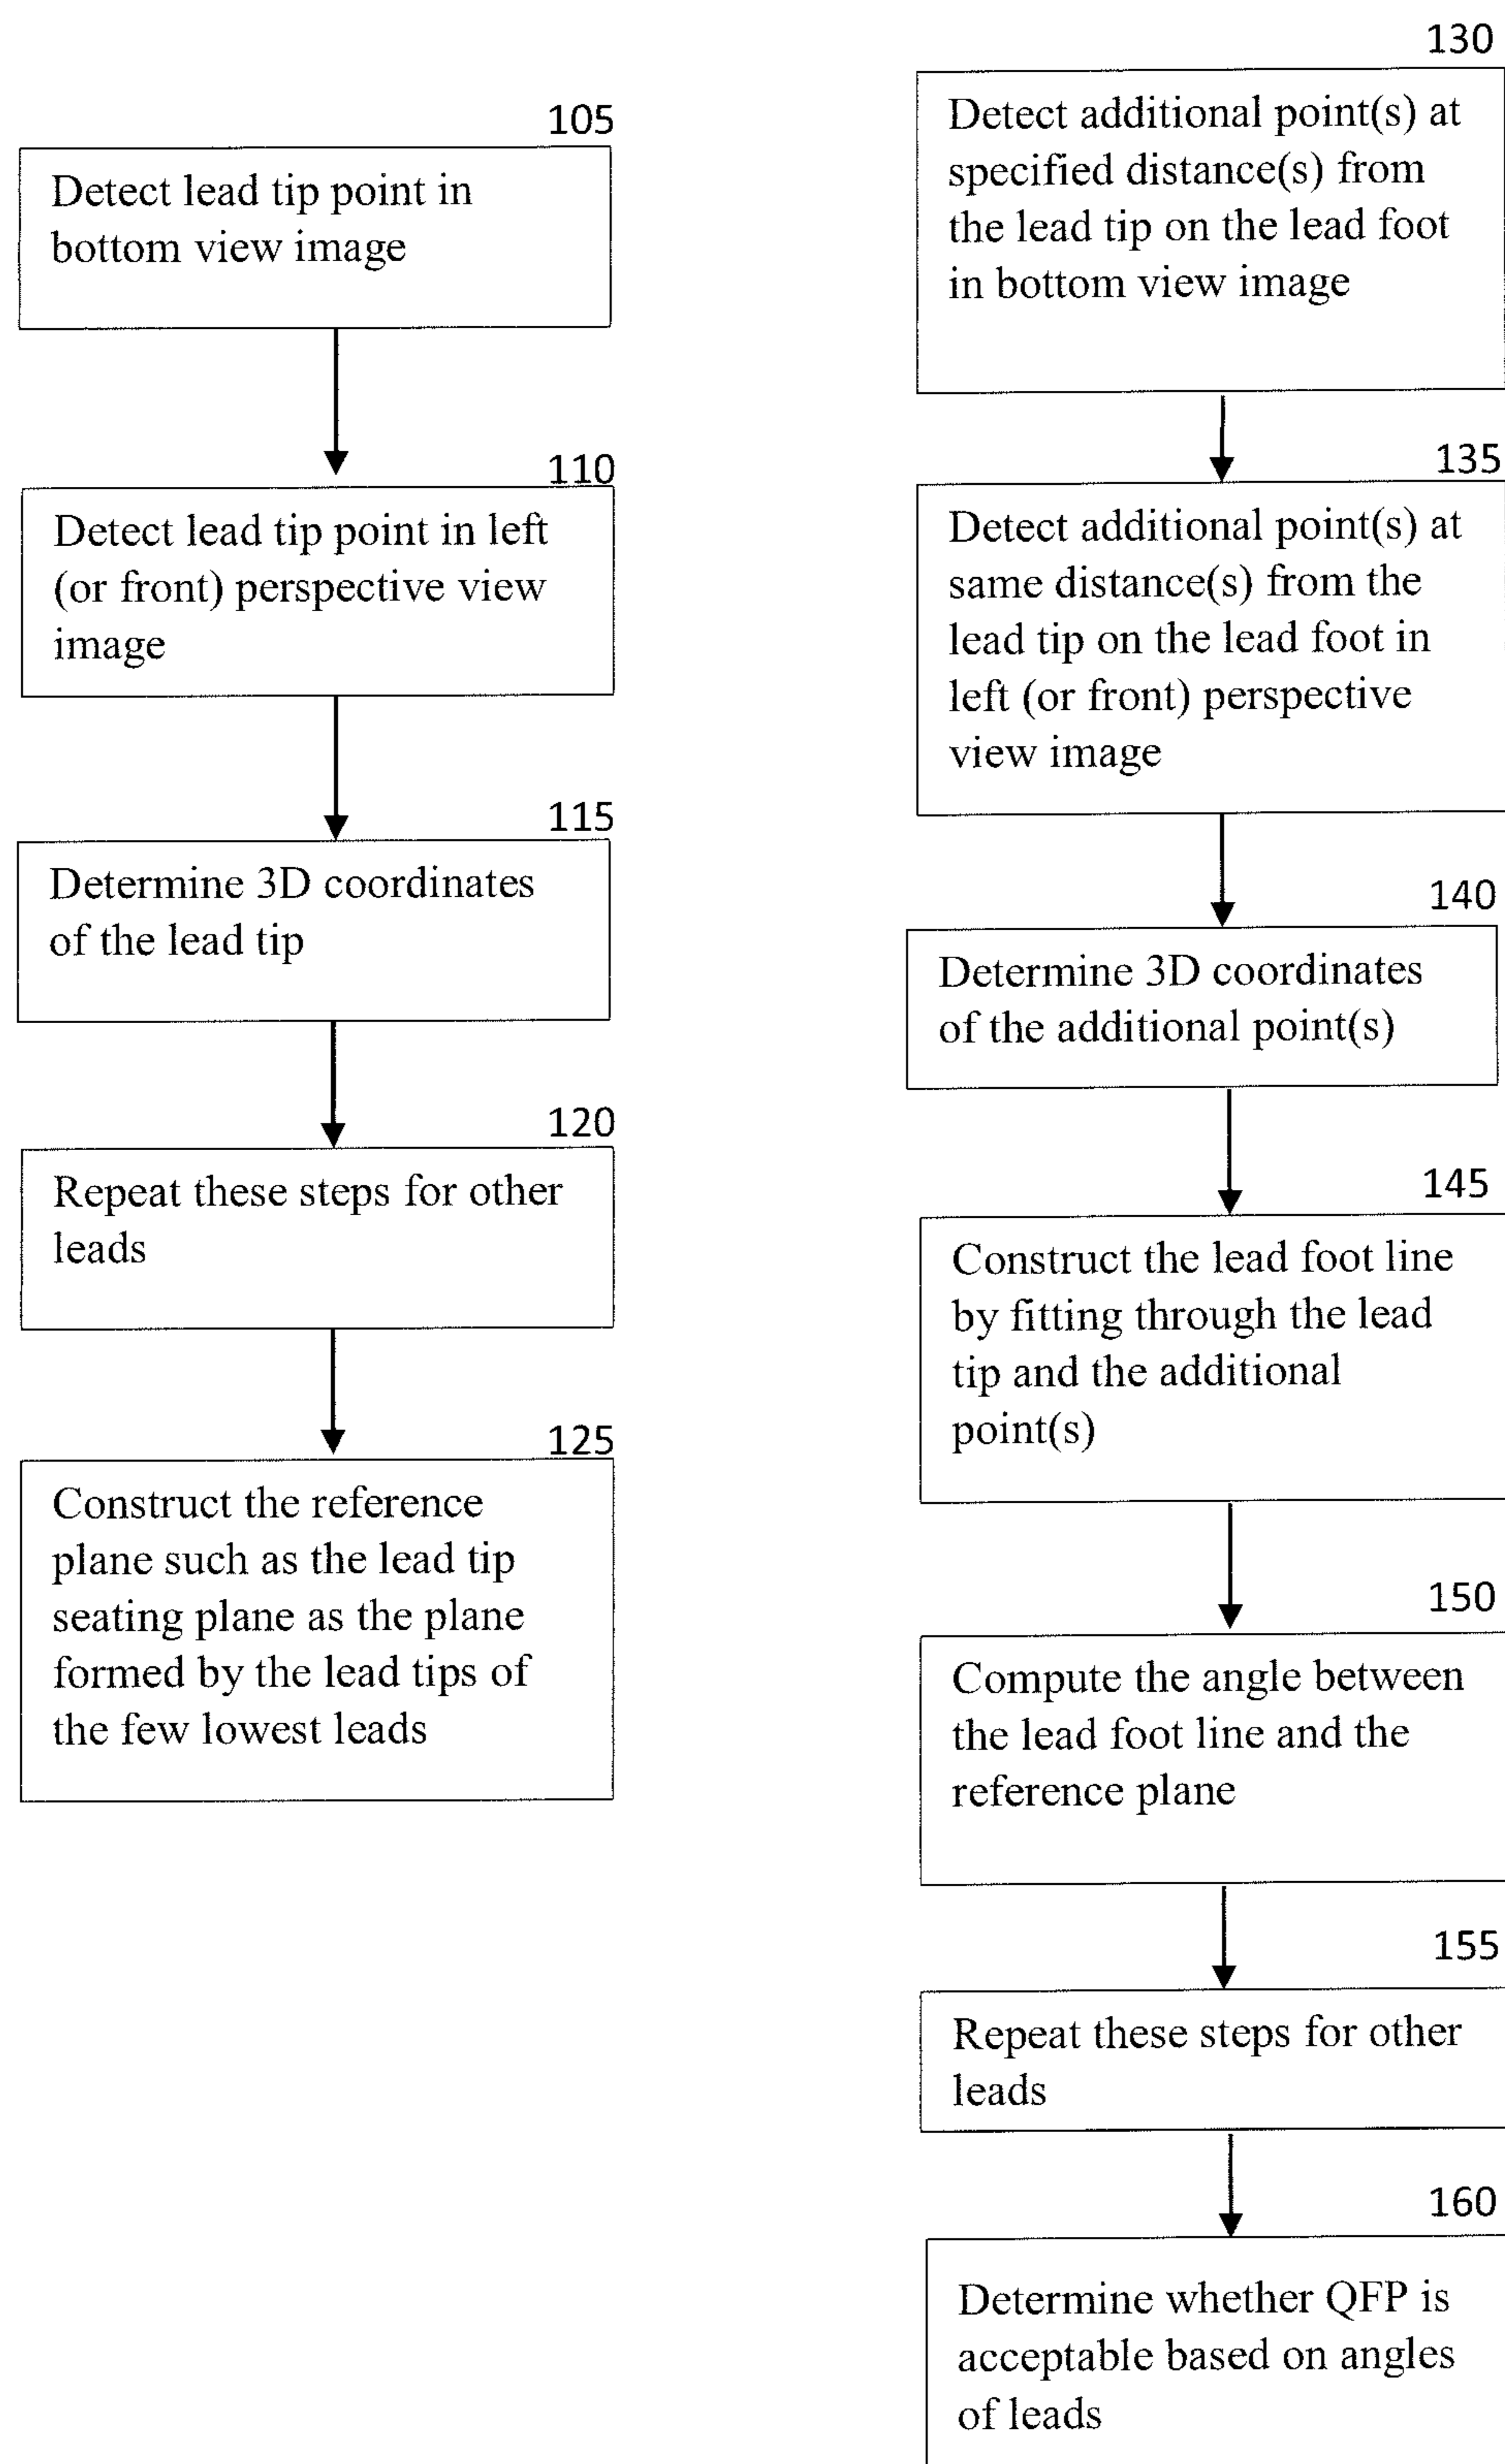 105
Detect lead tip point in
bottom view image
110
Detect lead tip point in left
(or front) perspective view
image
115
Determine 3D coordinates
of the lead tip
120
Repeat these steps for other
leads
125
Construct the reference
plane such as the lead tip
seating plane as the plane
formed by the lead tips of
the few lowest leads
130
Detect additional point(s) at
specified distance(s) from
the lead tip on the lead foot
in bottom view image
135
Detect additional point(s) at
same distance(s) from the
lead tip on the lead foot in
left (or front) perspective
view image
140
Determine 3D coordinates
of the additional point(s)
145
Construct the lead foot line
by fitting through the lead
tip and the additional
point(s)
150
Compute the angle between
the lead foot line and the
reference plane
155
Repeat these steps for other
leads
160
Determine whether QFP is
acceptable based on angles
of leads